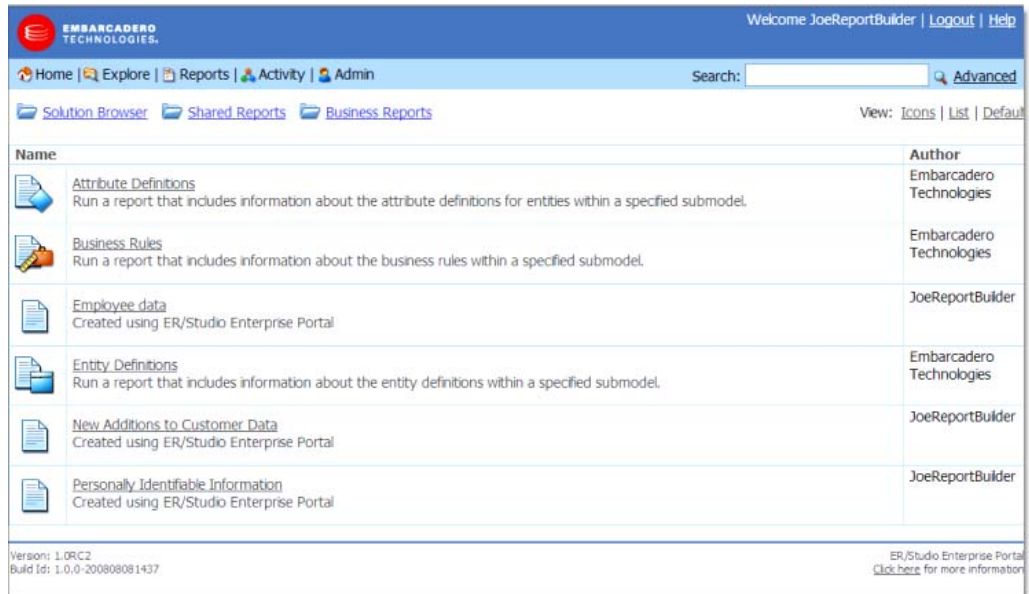 EMBARCADERO
TECHNOLOGIES.
Welcome JoeReportBuilder | Logout | Help
Home | Explore | Reports | Activity | Admin
Search:
Advanced
Solution Browser Shared Reports Business Reports
View: Icons | List | Defaul
Name Author
Attribute Definitions
Run a report that includes information about the attribute definitions for entities within a specified submodel.
Embarcadero
Technologies
Business Rules
Run a report that includes information about the business rules within a specified submodel.
Embarcadero
Technologies
Employee data
Created using ER/Studio Enterprise Portal
JoeReportBuilder
Entity Definitions
Run a report that includes information about the entity definitions within a specified submodel.
Embarcadero
Technologies
New Additions to Customer Data
Created using ER/Studio Enterprise Portal
JoeReportBuilder
Personally Identifiable Information
Created using ER/Studio Enterprise Portal
JoeReportBuilder
Version: 1.0RC2
Build Id: 1.0.0-200808081437
ER/Studio Enterprise Portal
Click here for more information